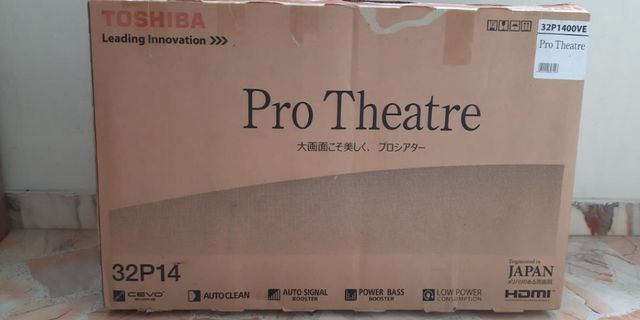 TOSHIBA
Leading Innovation >>>
32P1400VE
Pro Theatre
Pro Theatre
大画面こそ美しく、プロシアター
32P14
Engineered in
JAPAN
CEVO
AUTO CLEAN
AUTO SIGNAL
BOOSTER
POWER BASS
BOOSTER
LOW POWER
CONSUMPTION
HDMI